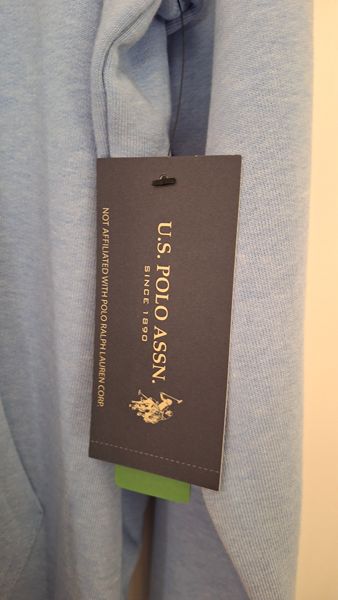 U.S. POLO ASSN.
SINCE 1890
NOT AFFILIATED WITH POLO RALPH LAUREN CORP.